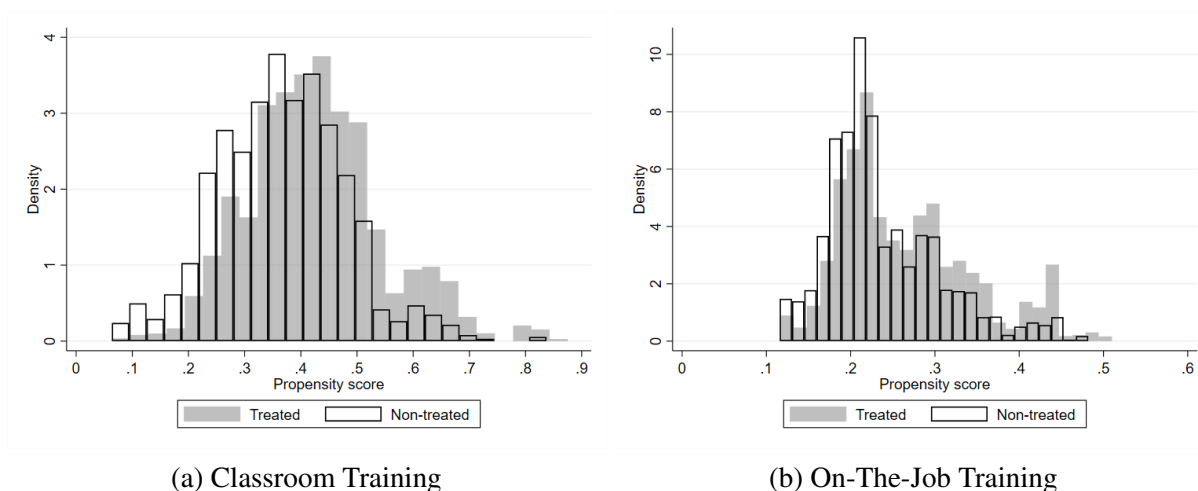 4
3
2
1
0
Density
0 .1 .2 .3 .4 .5 .6 .7 .8 .9
Propensity score
Treated Non-treated
(a) Classroom Training
10
8
6
4
2
0
Density
0 .1 .2 .3 .4 .5 .6
Propensity score
Treated Non-treated
(b) On-The-Job Training